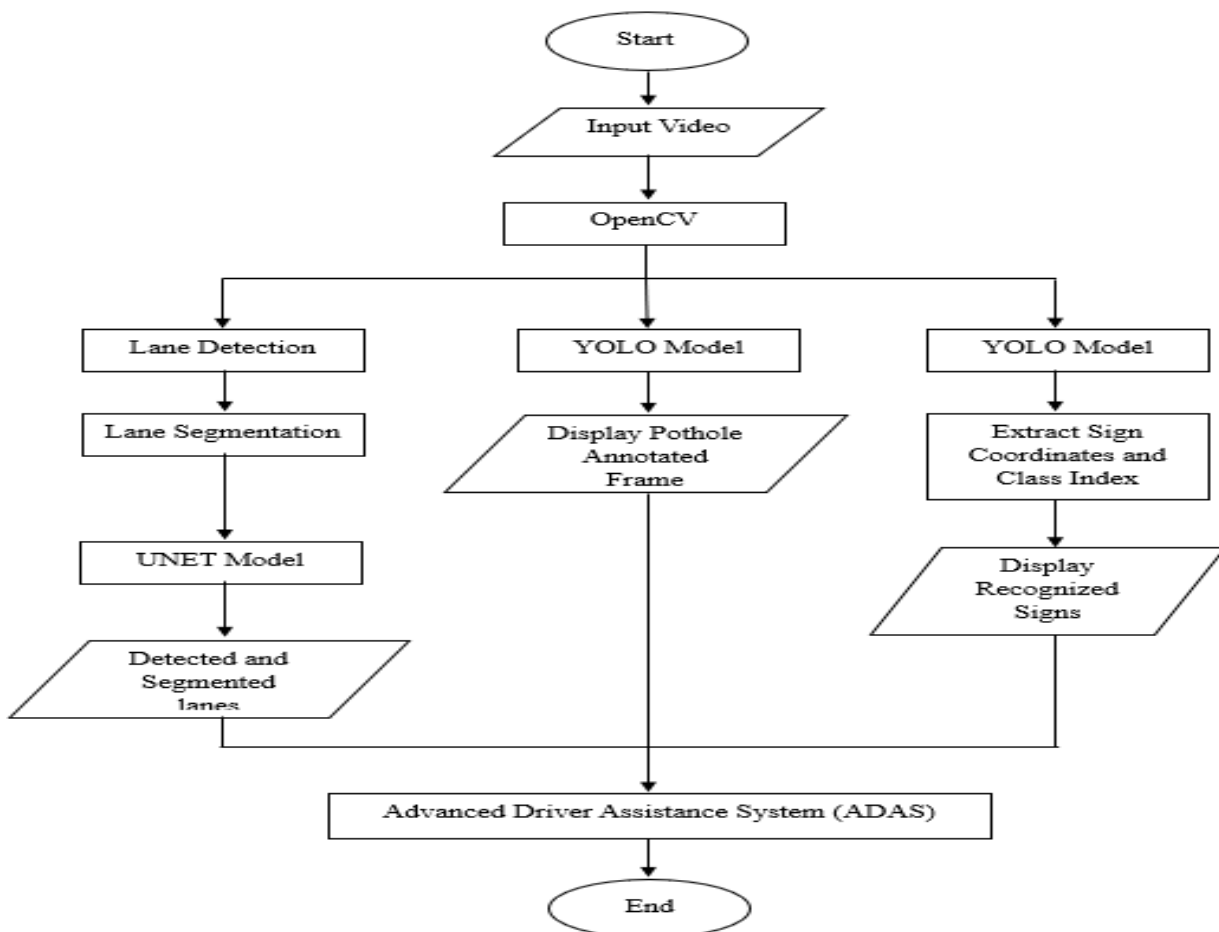 Start
Input Video
OpenCV
Lane Detection
Lane Segmentation
UNET Model
Detected and
Segmented
lanes
YOLO Model
Display Pothole
Annotated
Frame
YOLO Model
Extract Sign
Coordinates and
Class Index
Display
Recognized
Signs
Advanced Driver Assistance System (ADAS)
End